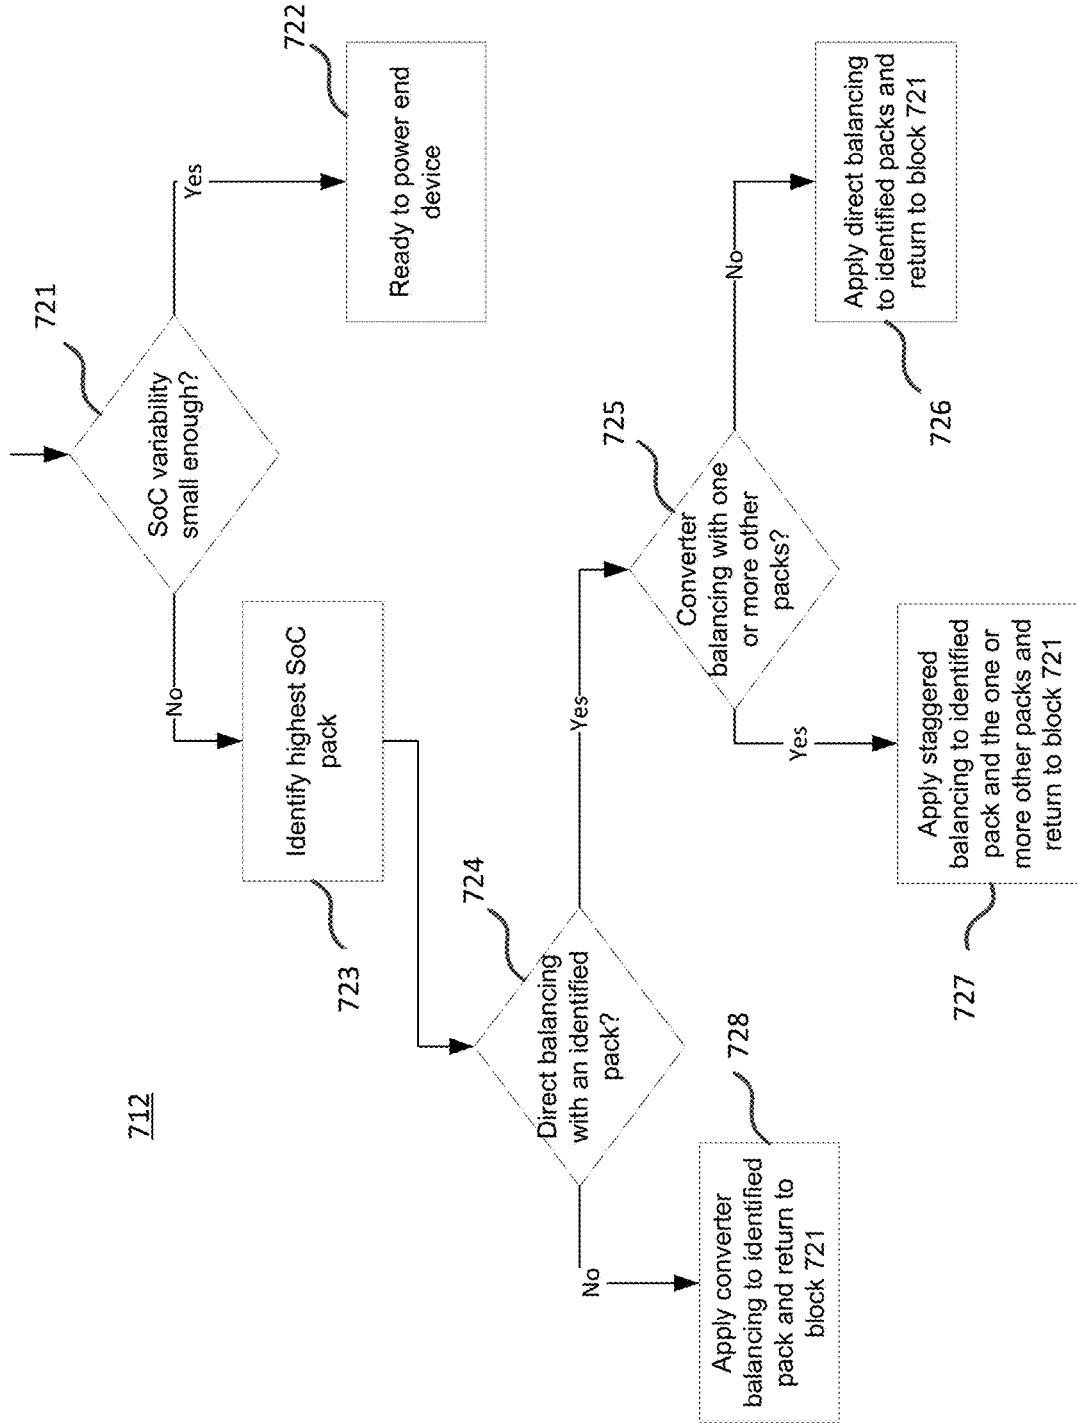 712
721
SoC variability
small enough?
Yes
722
Ready to power end
device
No
723
Identify highest SoC
pack
724
Direct balancing
with an identified
pack?
No
728
Apply converter
balancing to identified
pack and return to
block 721
Yes
725
Converter
balancing with one
or more other
packs?
Yes
727
Apply staggered
balancing to identified
pack and the one or
more other packs and
return to block 721
No
726
Apply direct balancing
to identified packs and
return to block 721